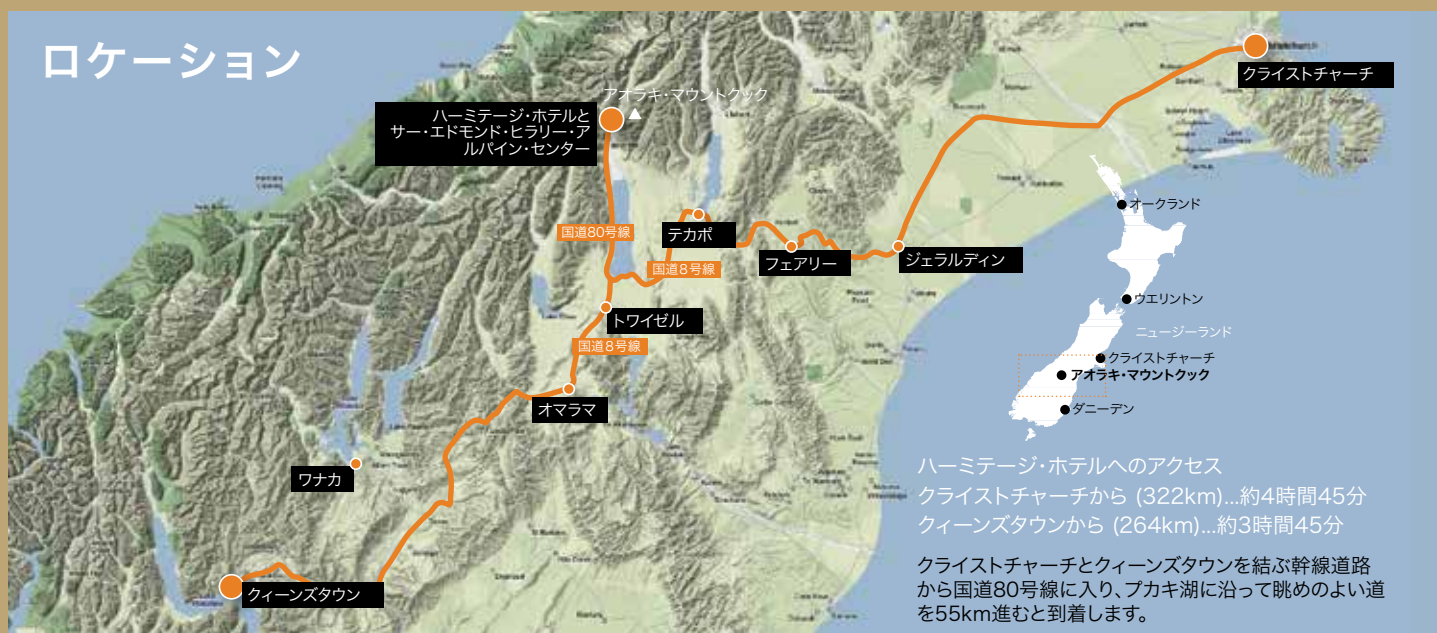 ロケーション
アオラキ・マウントクック
ハーミテージ・ホテルと
サー・エドモンド・ヒラリー・ア
ルパイン・センター
クライストチャーチ
国道80号線
テカポ
国道8号線
フェアリー
ジェラルディン
トワイゼル
国道8号線
オマラマ
ワナカ
クィーンズタウン
オークランド
ウエリントン
ニュージーランド
クライストチャーチ
アオラキ・マウントクック
ダニーデン
ハーミテージ・ホテルへのアクセス
クライストチャーチから (322km)...約4時間45分
クィーンズタウンから (264km)...約3時間45分
クライストチャーチとクィーンズタウンを結ぶ幹線道路
から国道80号線に入り、プカキ湖に沿って眺めのよい道
を55km進むと到着します。